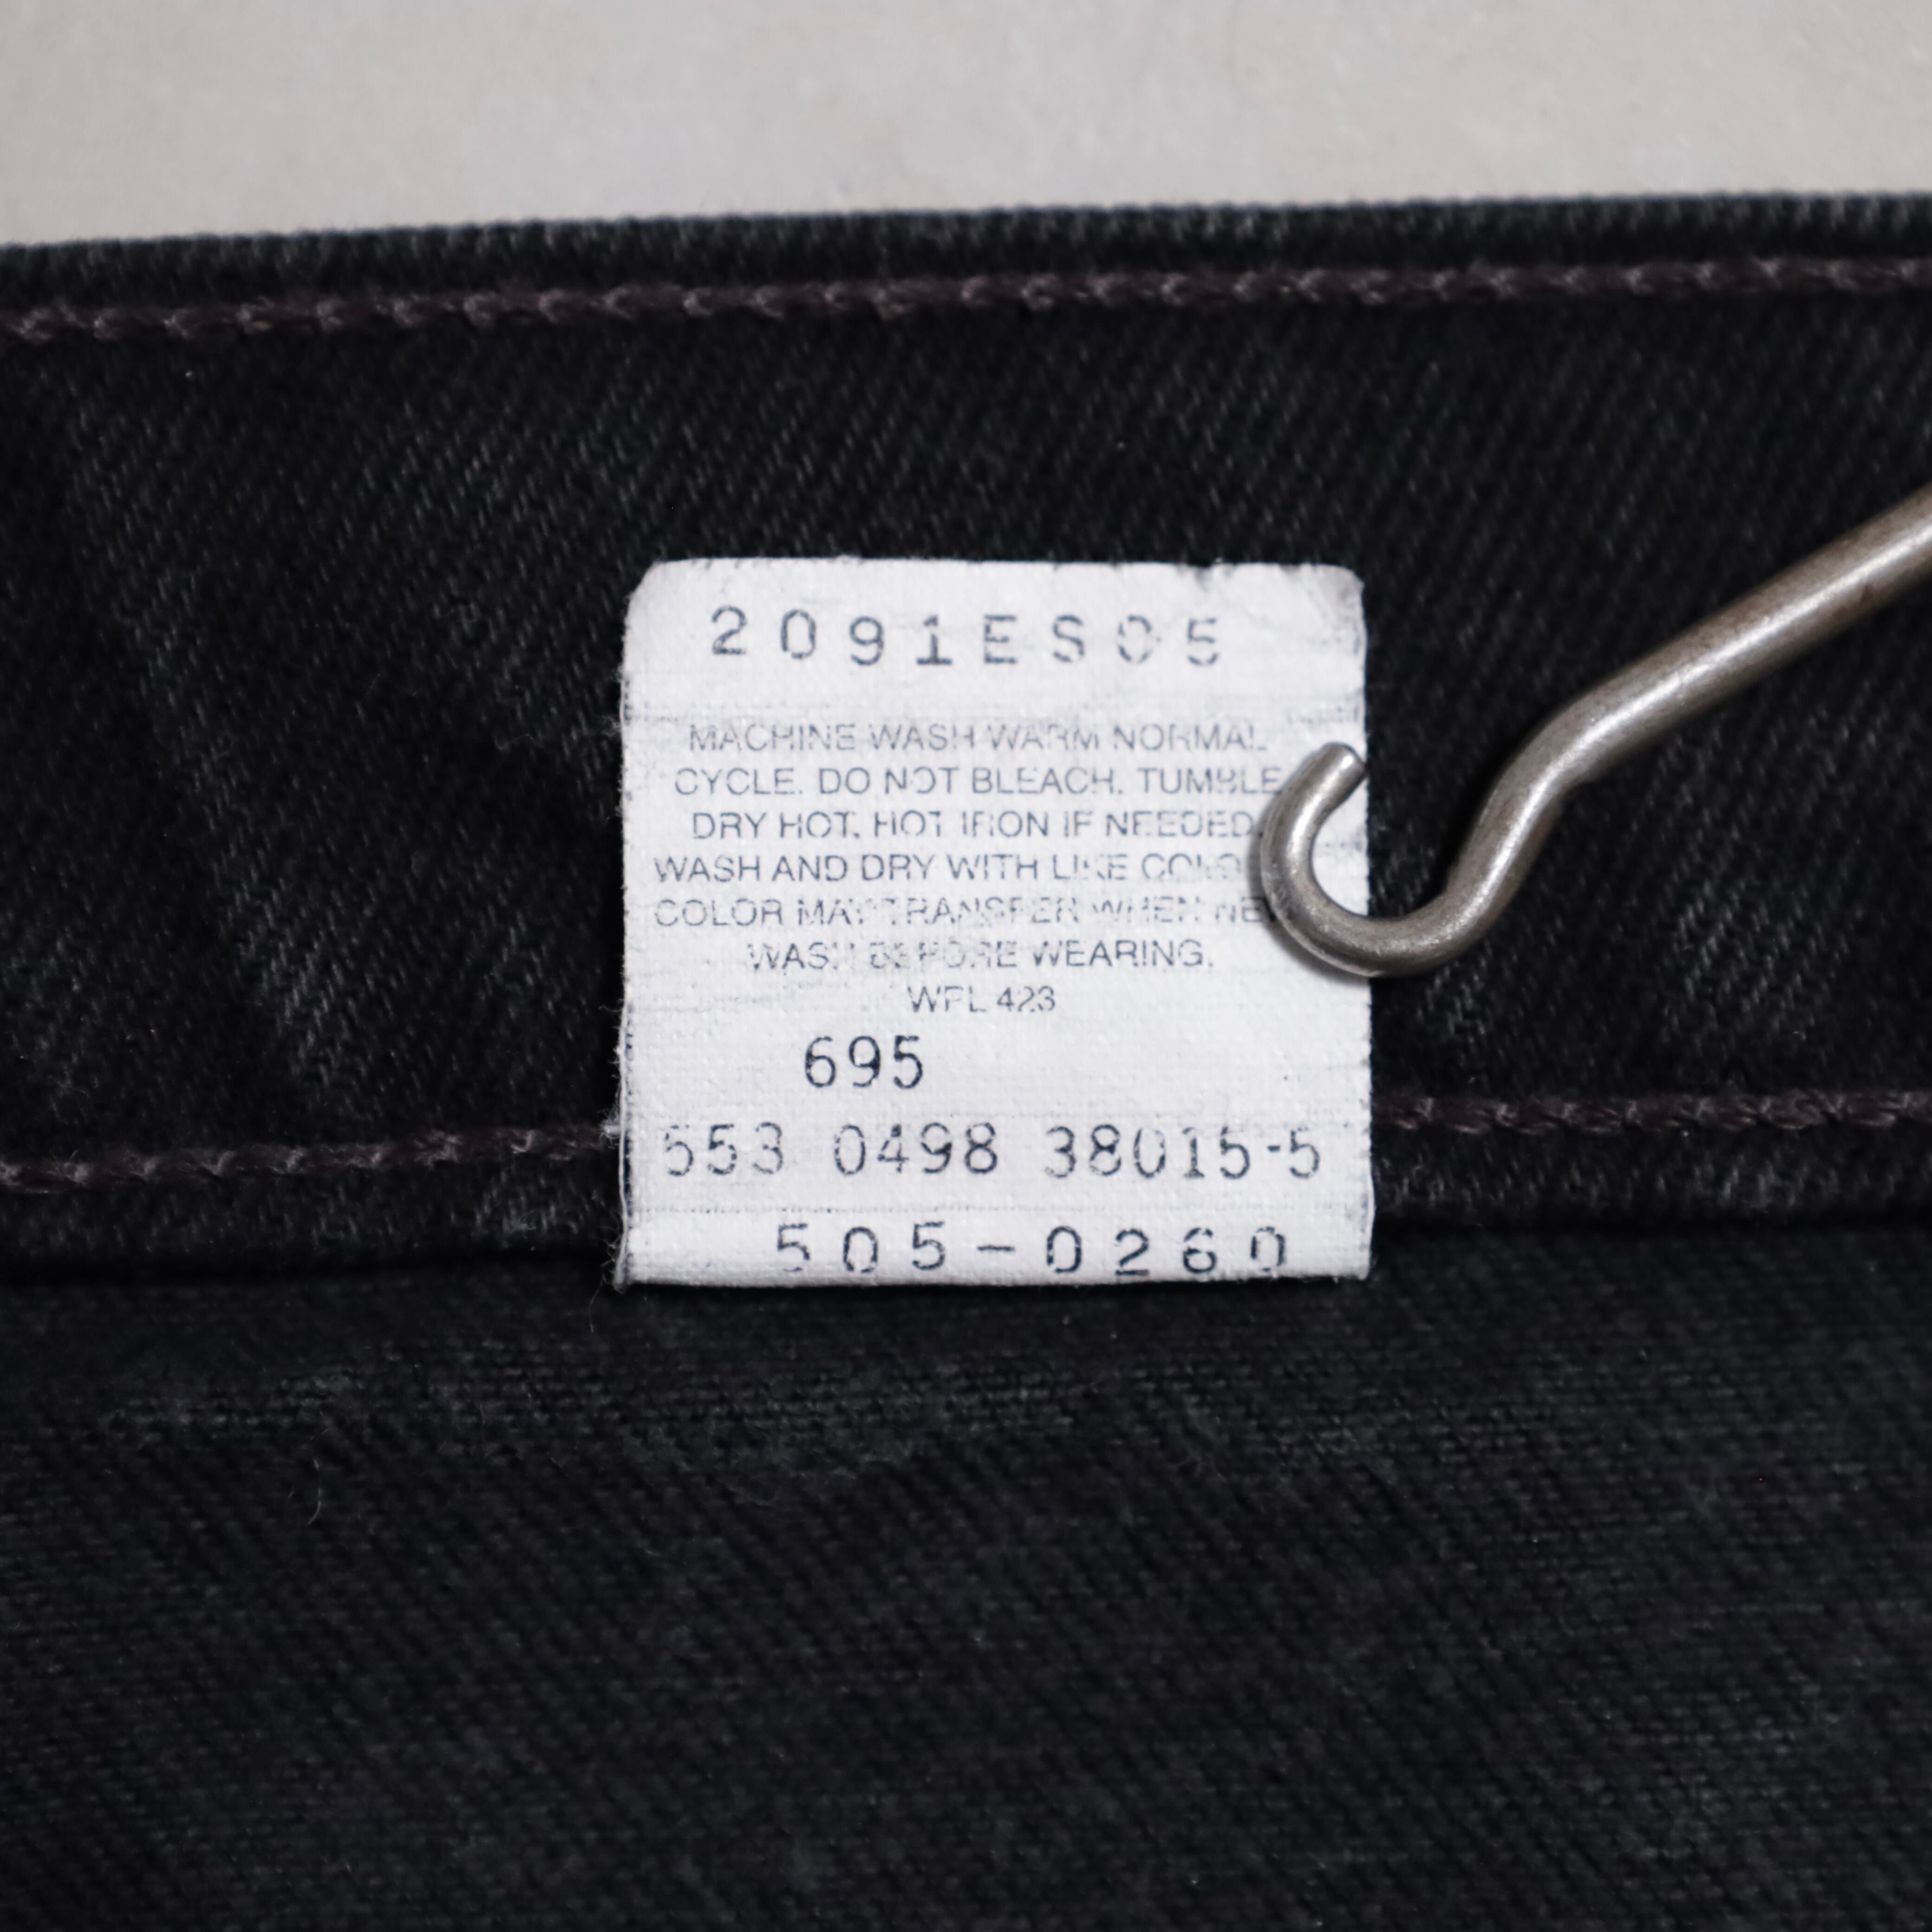 2091ES05
MACHINE WASH WARM NORMAL
CYCLE. DO NOT BLEACH. TUMBLE
DRY HOT. HOT IRON IF NEEDED.
WASH AND DRY WITH LIKE
COLOR MAY TRANSFER WHEN
WASH BEFORE WEARING.
WPL 423
695
553 0498 38015-5
505-0260